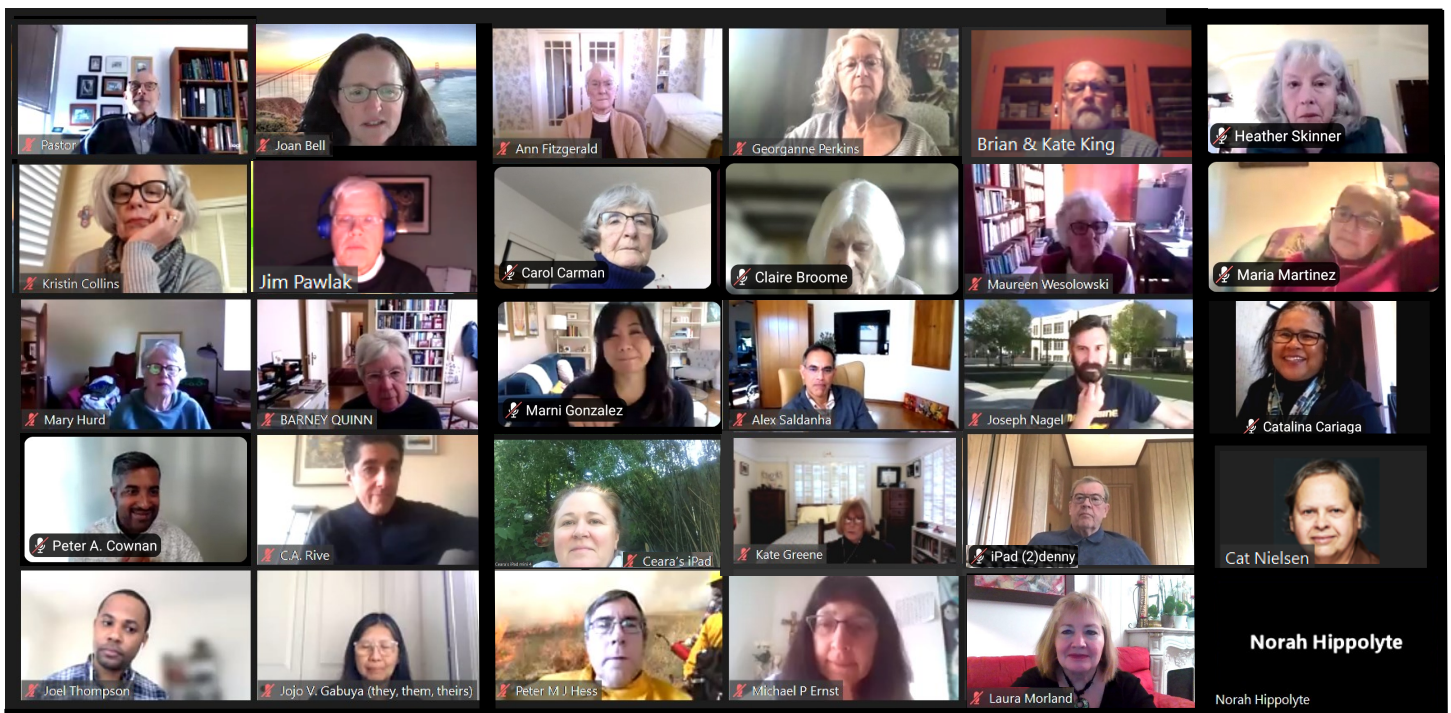 Pastor
Joan Bell
Ann Fitzgerald
Georganne Perkins
Brian & Kate King
Heather Skinner
Kristin Collins
Jim Pawlak
Carol Carman
Claire Broome
Maureen Wesolowski
Maria Martinez
Mary Hurd
BARNEY QUINN
Marni Gonzalez
Alex Saldanha
Joseph Nagel
Catalina Cariaga
Peter A. Cownan
C.A. Rive
Ceara's iPad
Kate Greene
iPad (2)denny
Cat Nielsen
Joel Thompson
Jojo V. Gabuya (they, them, theirs)
Peter M J Hess
Michael P Ernst
Laura Morland
Norah Hippolyte
Norah Hippolyte